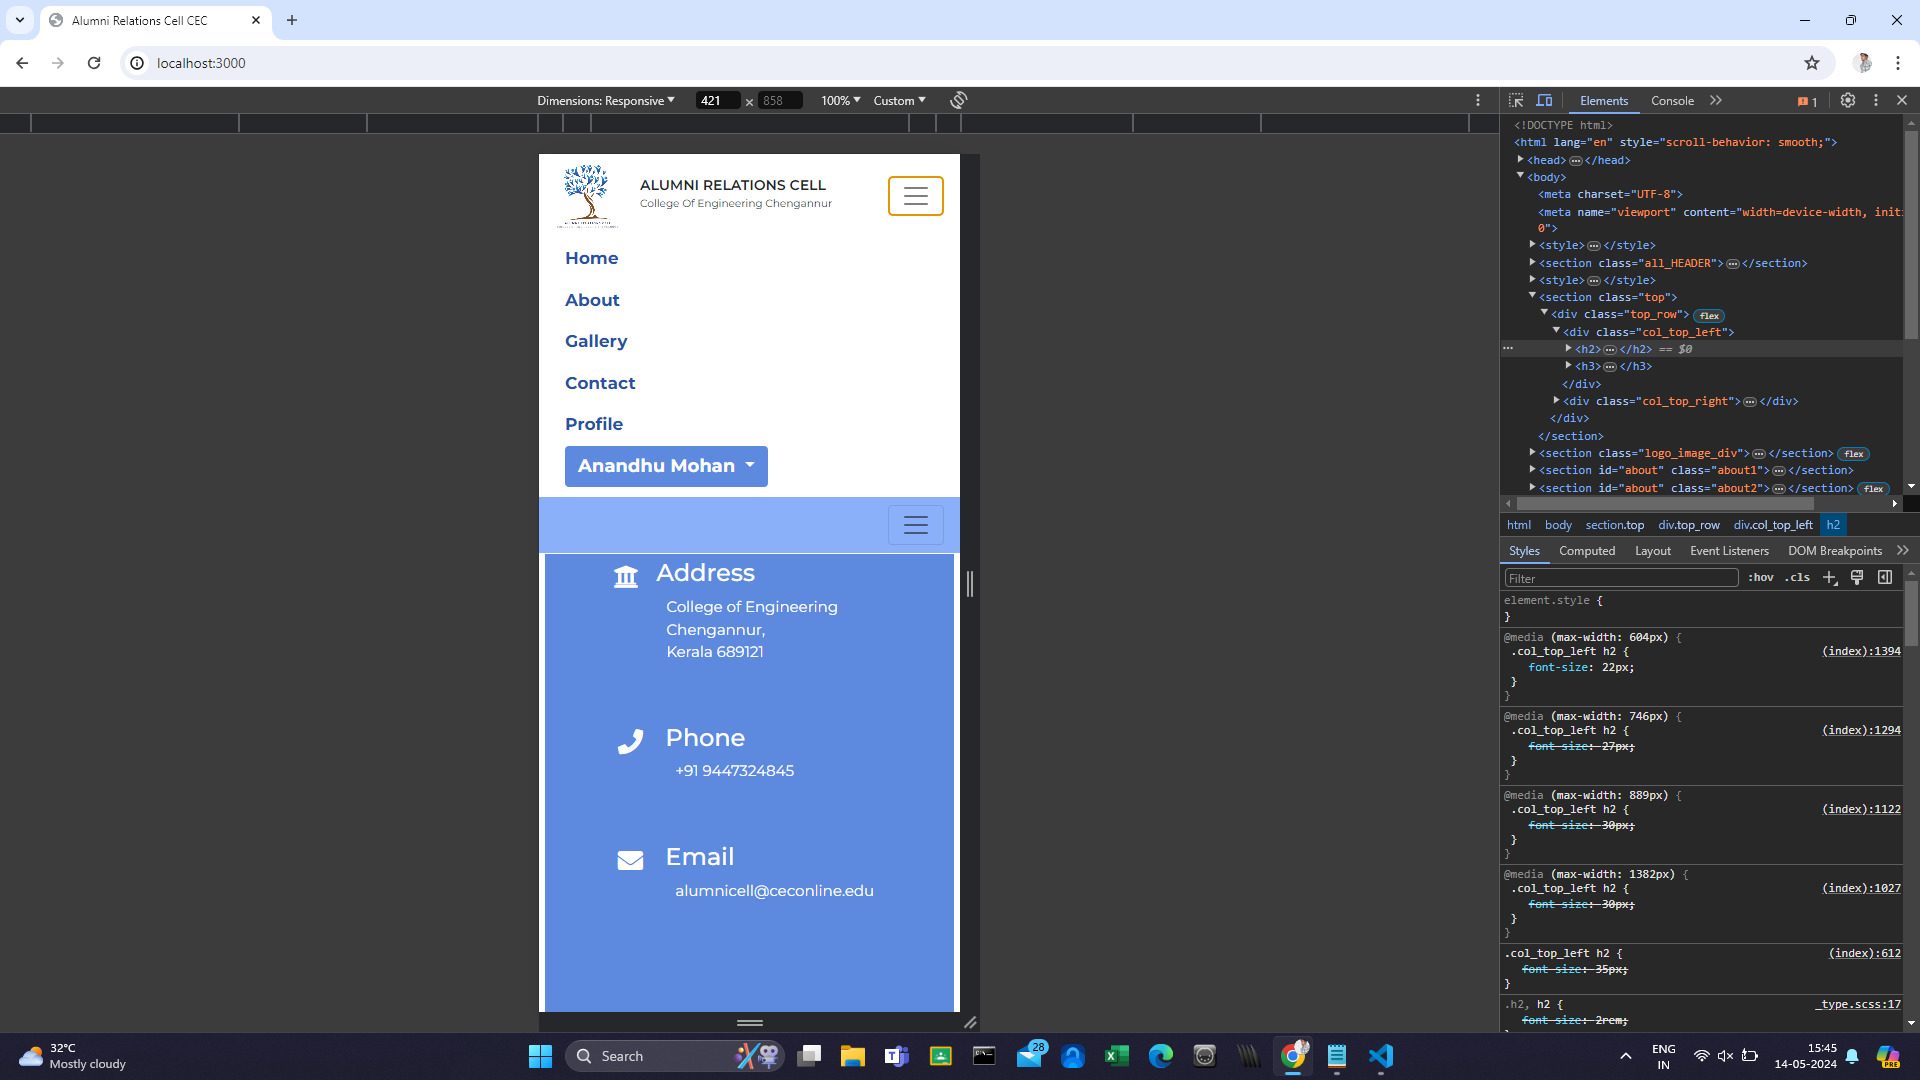 Alumni Relations Cell CEC
localhost:3000
Dimensions: Responsive 421 × 858 100% Custom
ALUMNI RELATIONS CELL
College Of Engineering Chengannur
Home
About
Gallery
Contact
Profile
Anandhu Mohan
Address
College of Engineering
Chengannur,
Kerala 689121
Phone
+91 9447324845
Email
alumnicell@ceconline.edu
Elements Console 1
<!DOCTYPE html>
<html lang="en" style="scroll-behavior: smooth;">
<head></head>
<body>
<meta charset="UTF-8">
<meta name="viewport" content="width=device-width, init
0">
<style></style>
<section class="all_HEADER"></section>
<style></style>
<section class="top">
<div class="top_row"> flex
<div class="col_top_left">
<h2></h2> == $0
<h3></h3>
</div>
<div class="col_top_right"></div>
</div>
</section>
<section class="logo_image_div"></section> flex
<section id="about" class="about1"></section>
<section id="about" class="about2"></section> flex
html body section.top div.top_row div.col_top_left h2
Styles Computed Layout Event Listeners DOM Breakpoints
Filter :hov .cls
element.style {
}
@media (max-width: 604px) {
.col_top_left h2 { (index):1394
font-size: 22px;
}
}
@media (max-width: 746px) {
.col_top_left h2 { (index):1294
font-size: 27px;
}
}
@media (max-width: 889px) {
.col_top_left h2 { (index):1122
font-size: 30px;
}
}
@media (max-width: 1382px) {
.col_top_left h2 { (index):1027
font-size: 30px;
}
}
.col_top_left h2 { (index):612
font-size: 35px;
}
.h2, h2 { _type.scss:17
font-size: 2rem;
32°C
Mostly cloudy
Search
28
ENG
IN
15:45
14-05-2024
PRE